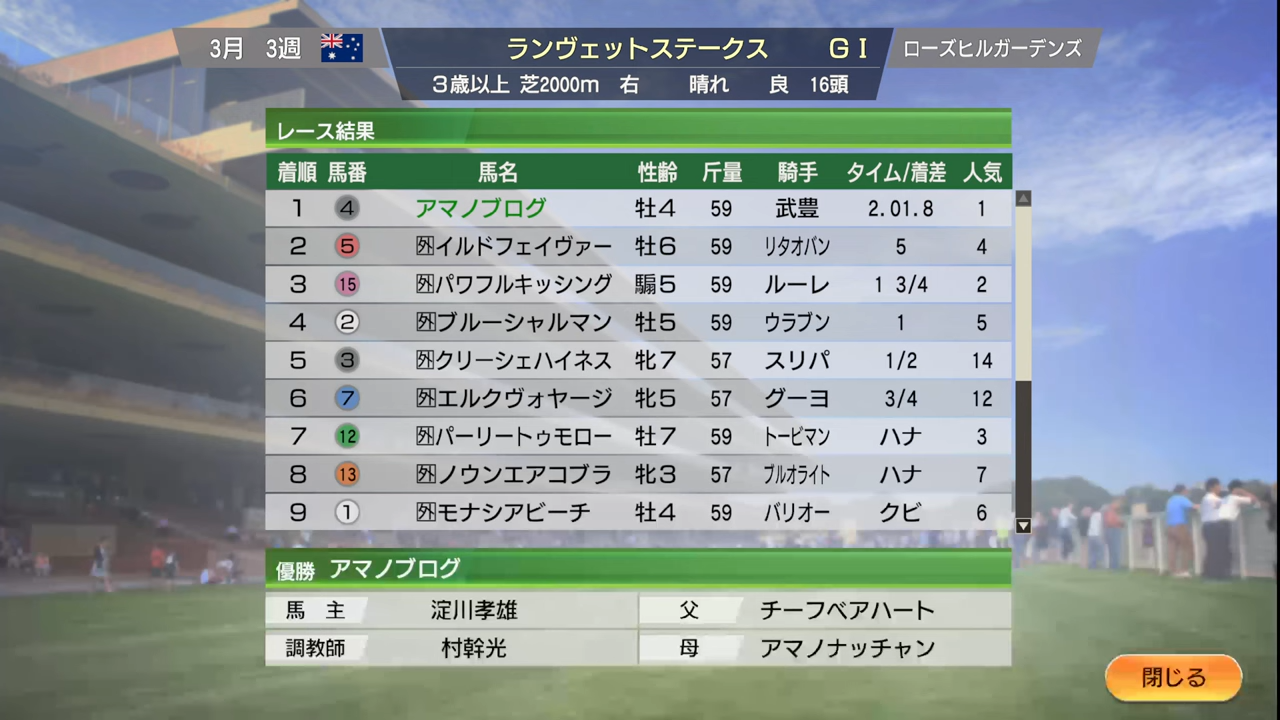 3月 3週 ランヴェットステークス GⅠ ローズヒルガーデンズ
3歳以上 芝2000m 右 晴れ 良 16頭
レース結果
着順 馬番 馬名 性齢 斤量 騎手 タイム/着差 人気
1 4 アマノブログ 牡4 59 武豊 2.01.8 1
2 5 外イルドフェイヴァー 牡6 59 リタオバン 5 4
3 15 外パワフルキッシング 騸5 59 ルーレ 1 3/4 2
4 2 外ブルーシャルマン 牡5 59 ウラブン 1 5
5 3 外クリーシェハイネス 牝7 57 スリパ 1/2 14
6 7 外エルクヴォヤージ 牝5 57 グーヨ 3/4 12
7 12 外パーリートゥモロー 牡7 59 トービマン ハナ 3
8 13 外ノウンエアコブラ 牝3 57 ブルオライト ハナ 7
9 1 外モナシアビーチ 牡4 59 バリオー クビ 6
優勝 アマノブログ
馬主 淀川孝雄 父 チーフベアハート
調教師 村幹光 母 アマノナッチャン
閉じる